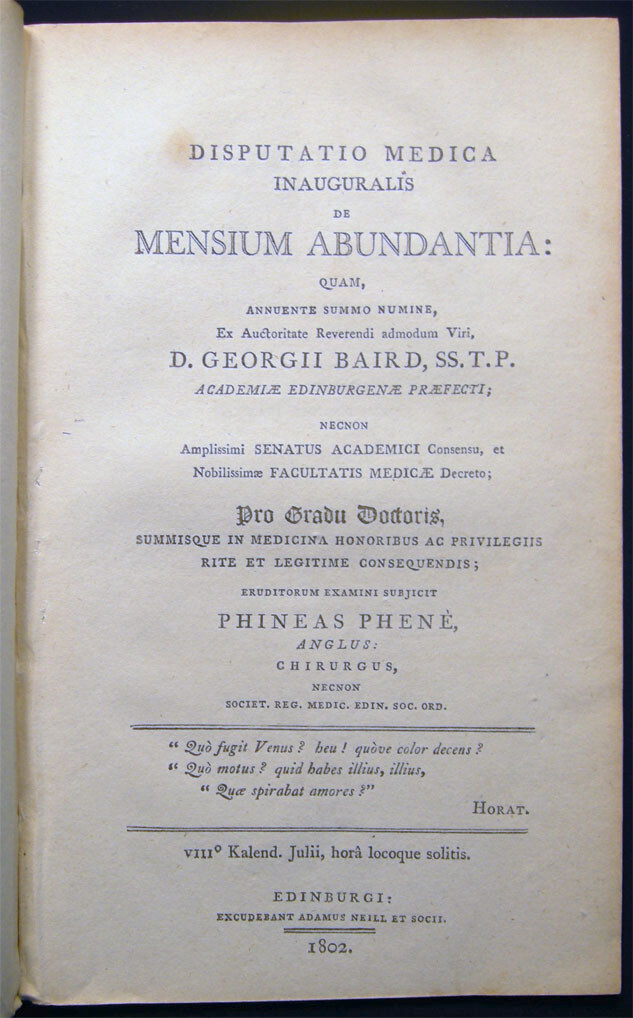 DISPUTATIO MEDICA
INAUGURALIS
DE
MENSIUM ABUNDANTIA:
QUAM,
ANNUENTE SUMMO NUMINE,
Ex Auctoritate Reverendi admodum Viri,
D. GEORGII BAIRD, SS. T. P.
ACADEMIÆ EDINBURGENÆ PRÆFECTI;
NECNON
Amplissimi SENATUS ACADEMICI Consensu, et
Nobilissimæ FACULTATIS MEDICÆ Decreto;
Pro Gradu Doctoris,
SUMMISQUE IN MEDICINA HONORIBUS AC PRIVILEGIIS
RITE ET LEGITIME CONSEQUENDIS;
ERUDITORUM EXAMINI SUBJICIT
PHINEAS PHENÈ,
ANGLUS:
CHIRURGUS,
NECNON
SOCIET. REG. MEDIC. EDIN. SOC. ORD.
“ Quò fugit Venus? heu! quòve color decens?
“ Quò motus? quid habes illius, illius,
“ Quæ spirabat amores?”
HORAT.
VIIIº Kalend. Julii, horâ locoque solitis.
EDINBURGI:
EXCUDEBANT ADAMUS NEILL ET SOCII.
1802.